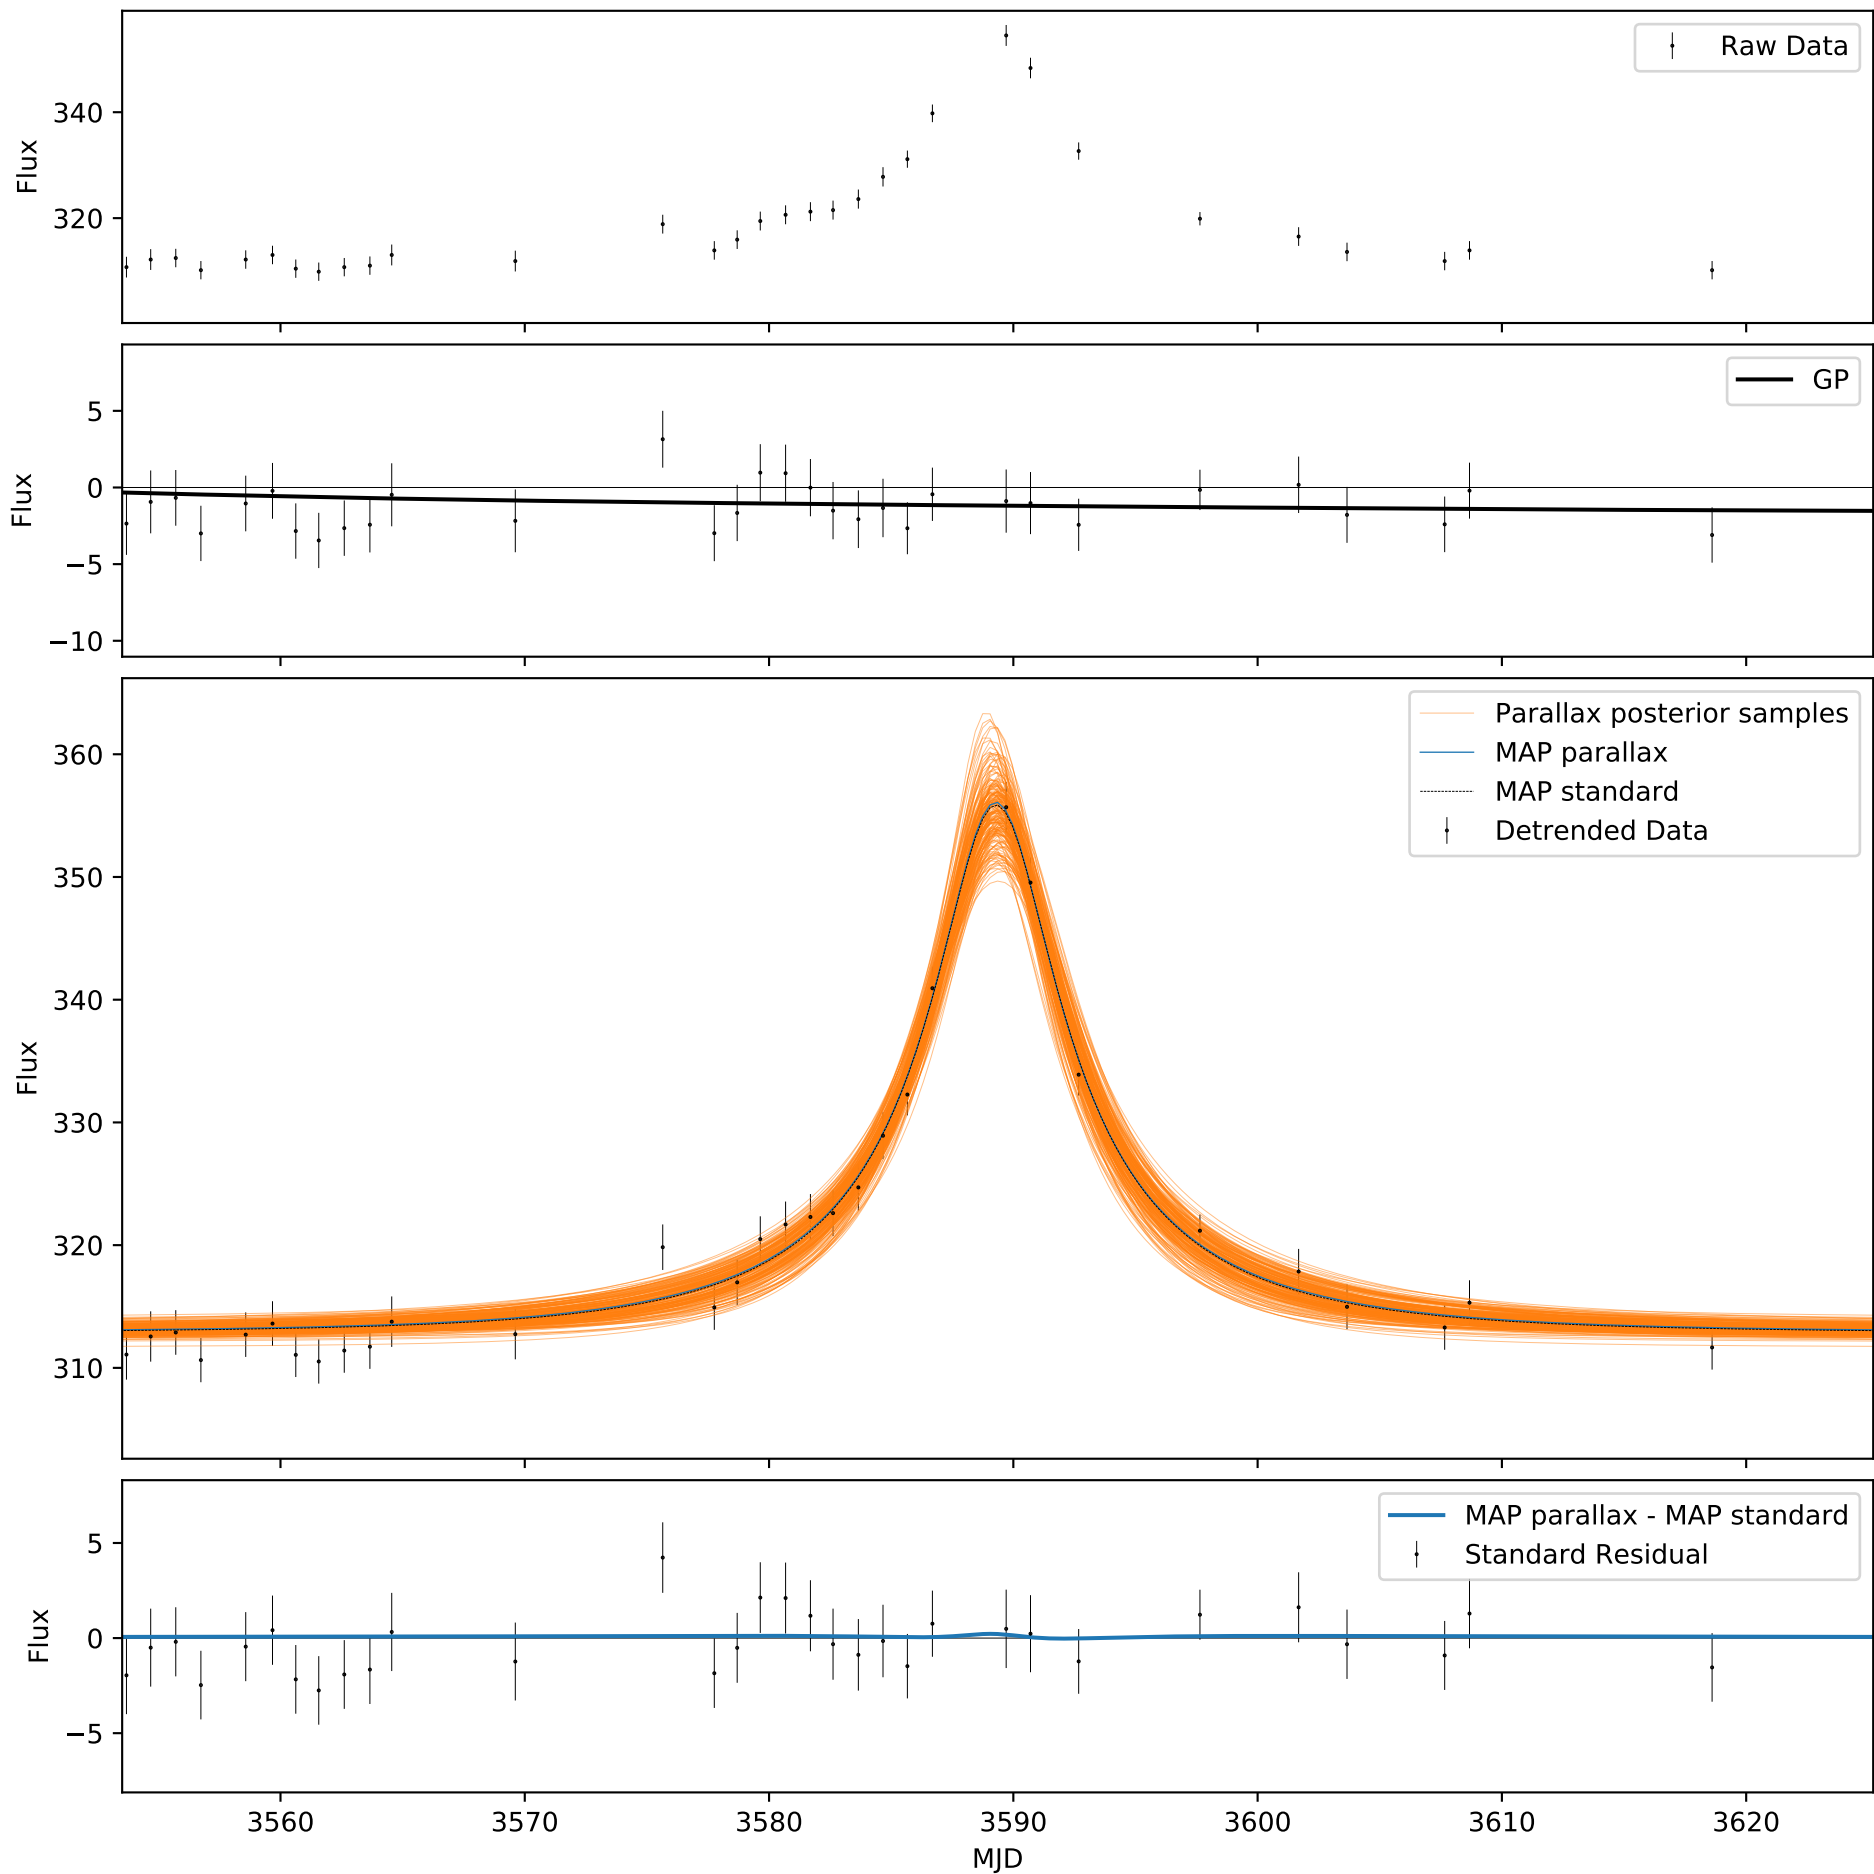 Raw Data
340
320
Flux
GP
5
0
−5
−10
Flux
Parallax posterior samples
MAP parallax
MAP standard
Detrended Data
360
350
340
330
320
310
Flux
MAP parallax - MAP standard
Standard Residual
5
0
−5
Flux
3560 3570 3580 3590 3600 3610 3620
MJD